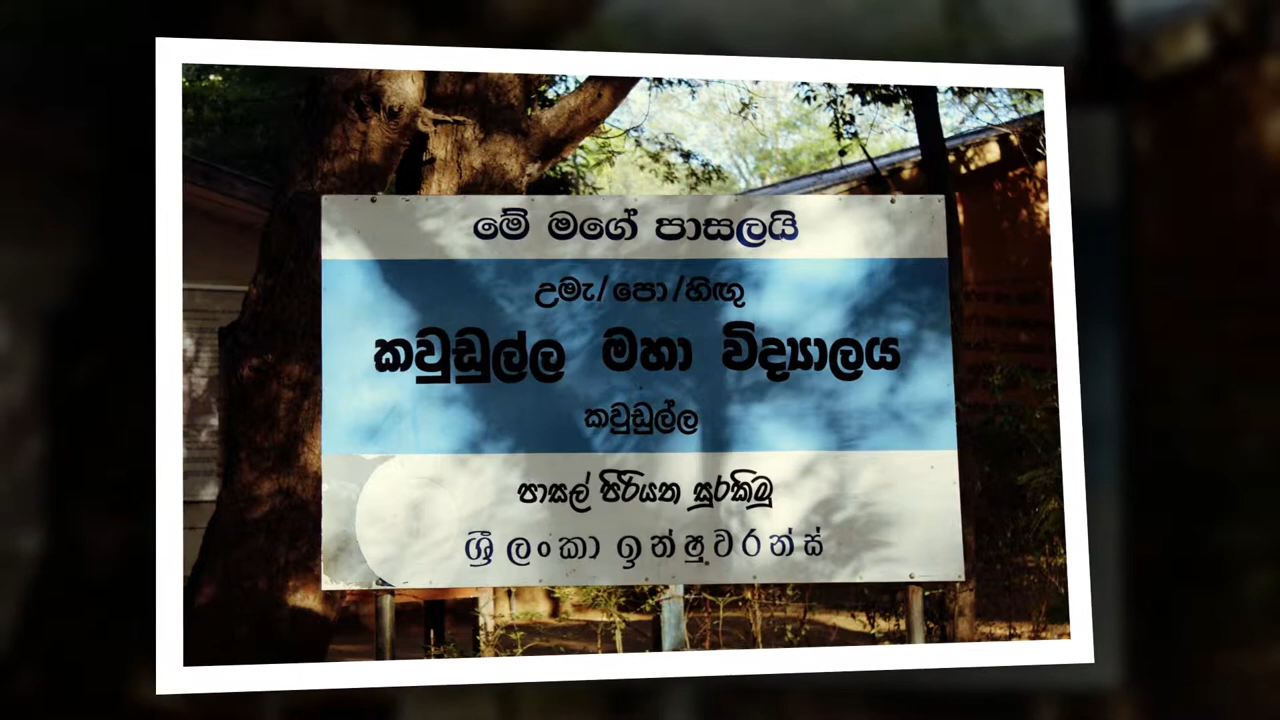 මේ මගේ පාසලයි
උමැ/පො/හිඟු
කවුඩුල්ල මහා විද්‍යාලය
කවුඩුල්ල
පාසල් පිරියත සුරකිමු
ශ්‍රී ලංකා ඉන්ෂුවරන්ස්